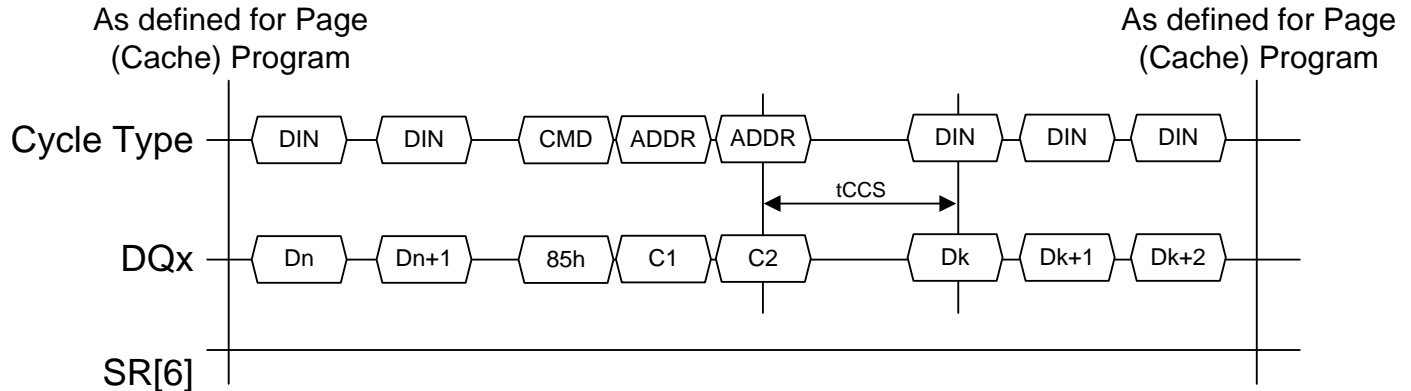 As defined for Page
(Cache) Program
As defined for Page
(Cache) Program
Cycle Type DIN DIN CMD ADDR ADDR DIN DIN DIN
tCCS
DQx Dn Dn+1 85h C1 C2 Dk Dk+1 Dk+2
SR[6]